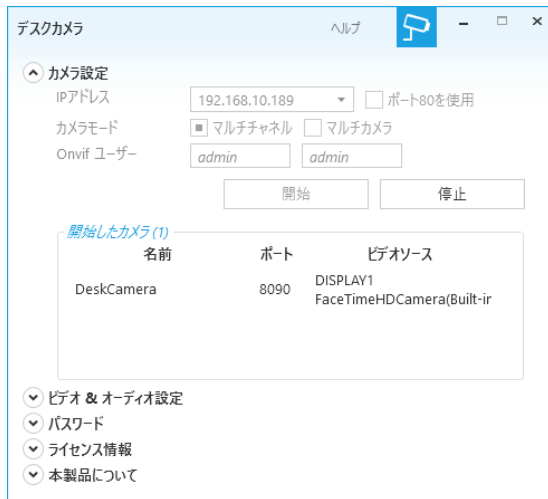 デスクカメラ ヘルプ
カメラ設定
IPアドレス 192.168.10.189 ポート80を使用
カメラモード マルチチャネル マルチカメラ
Onvif ユーザー admin admin
開始 停止
開始したカメラ (1)
名前 ポート ビデオソース
DeskCamera 8090 DISPLAY1
FaceTimeHDCamera(Built-ir
ビデオ & オーディオ設定
パスワード
ライセンス情報
本製品について